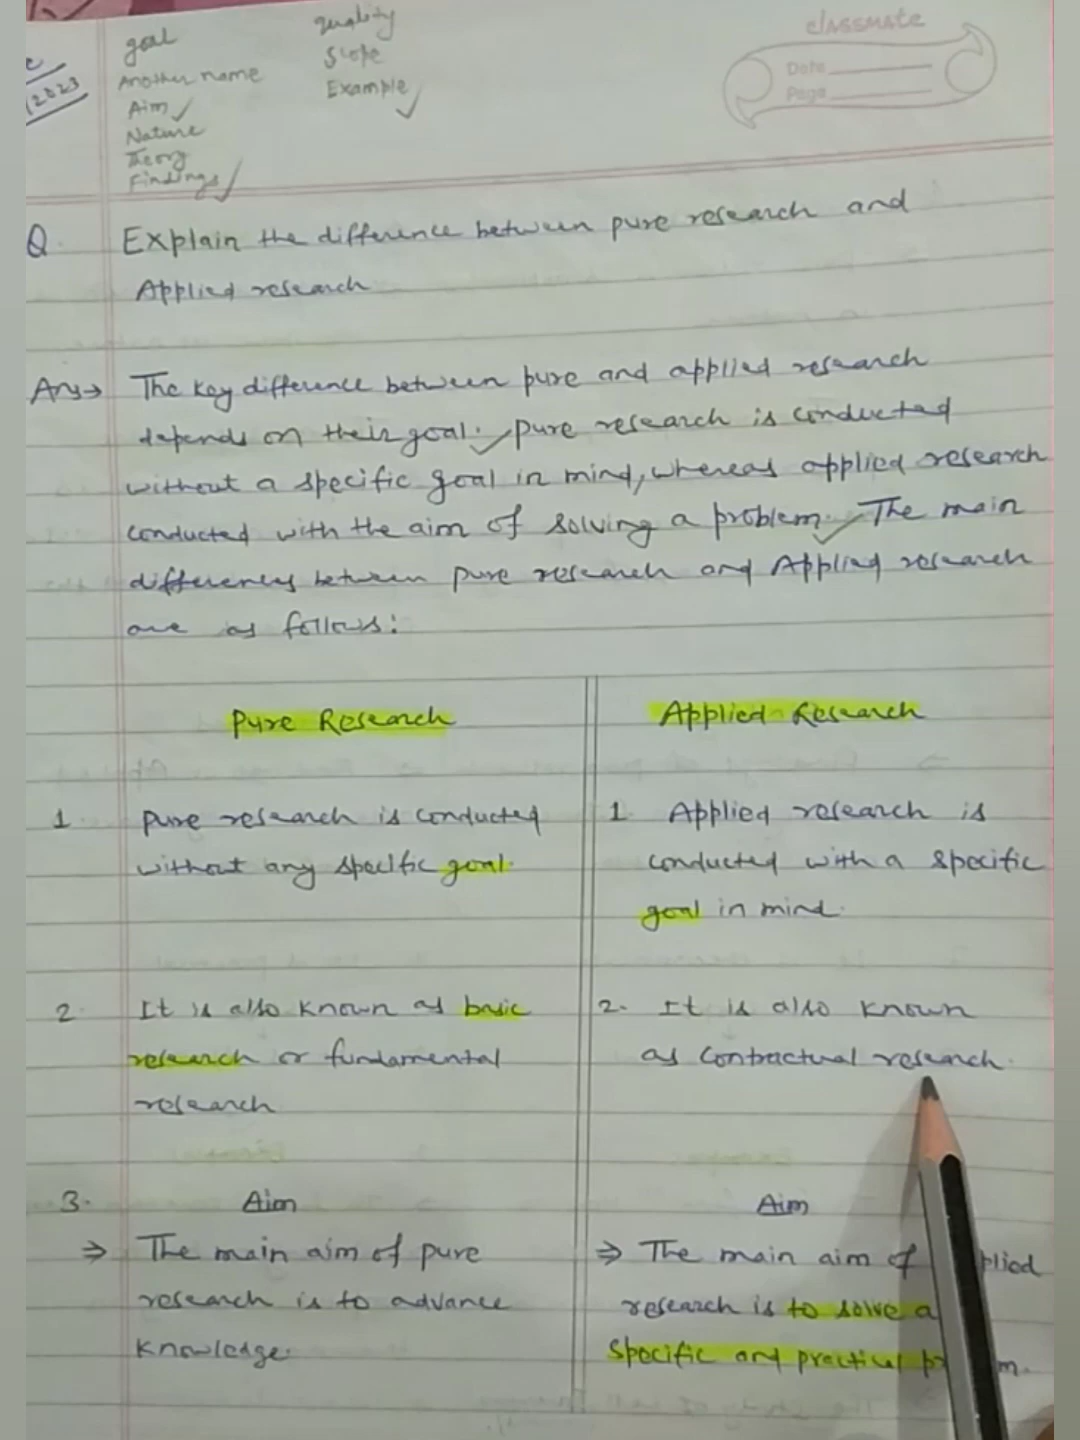 goal
Another name
Aim ✓
Nature
Theory
Findings ✓
quality
Scope
Example ✓
classmate
Date
Page
/2023
Q. Explain the difference between pure research and
Applied research
Ans→ The key difference between pure and applied research
depends on their goal. ✓ pure research is conducted
without a specific goal in mind, whereas applied research
conducted with the aim of solving a problem. ✓ The main
differences between pure research and Applied research
are as follows:
Pure Research
1. pure research is conducted
without any specific goal.
2. It is also known as basic
research or fundamental
research
3. Aim
⇒ The main aim of pure
research is to advance
knowledge.
Applied Research
1. Applied research is
conducted with a specific
goal in mind.
2. It is also known
as contractual research.
Aim
⇒ The main aim of plied
research is to solve a
specific and practical p m.